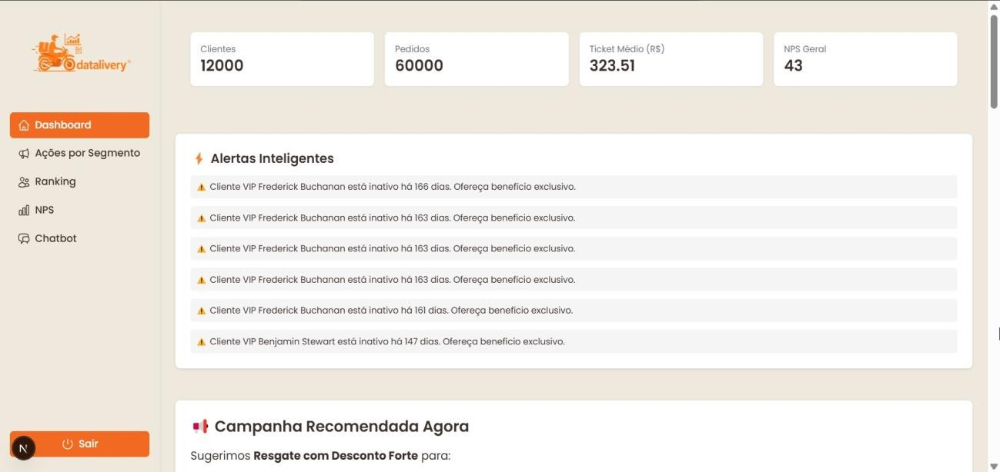 datalivery
Dashboard
Ações por Segmento
Ranking
NPS
Chatbot
N
Sair
Clientes
12000
Pedidos
60000
Ticket Médio (R$)
323.51
NPS Geral
43
Alertas Inteligentes
Cliente VIP Frederick Buchanan está inativo há 166 dias. Ofereça benefício exclusivo.
Cliente VIP Frederick Buchanan está inativo há 163 dias. Ofereça benefício exclusivo.
Cliente VIP Frederick Buchanan está inativo há 163 dias. Ofereça benefício exclusivo.
Cliente VIP Frederick Buchanan está inativo há 163 dias. Ofereça benefício exclusivo.
Cliente VIP Frederick Buchanan está inativo há 161 dias. Ofereça benefício exclusivo.
Cliente VIP Benjamin Stewart está inativo há 147 dias. Ofereça benefício exclusivo.
Campanha Recomendada Agora
Sugerimos Resgate com Desconto Forte para: